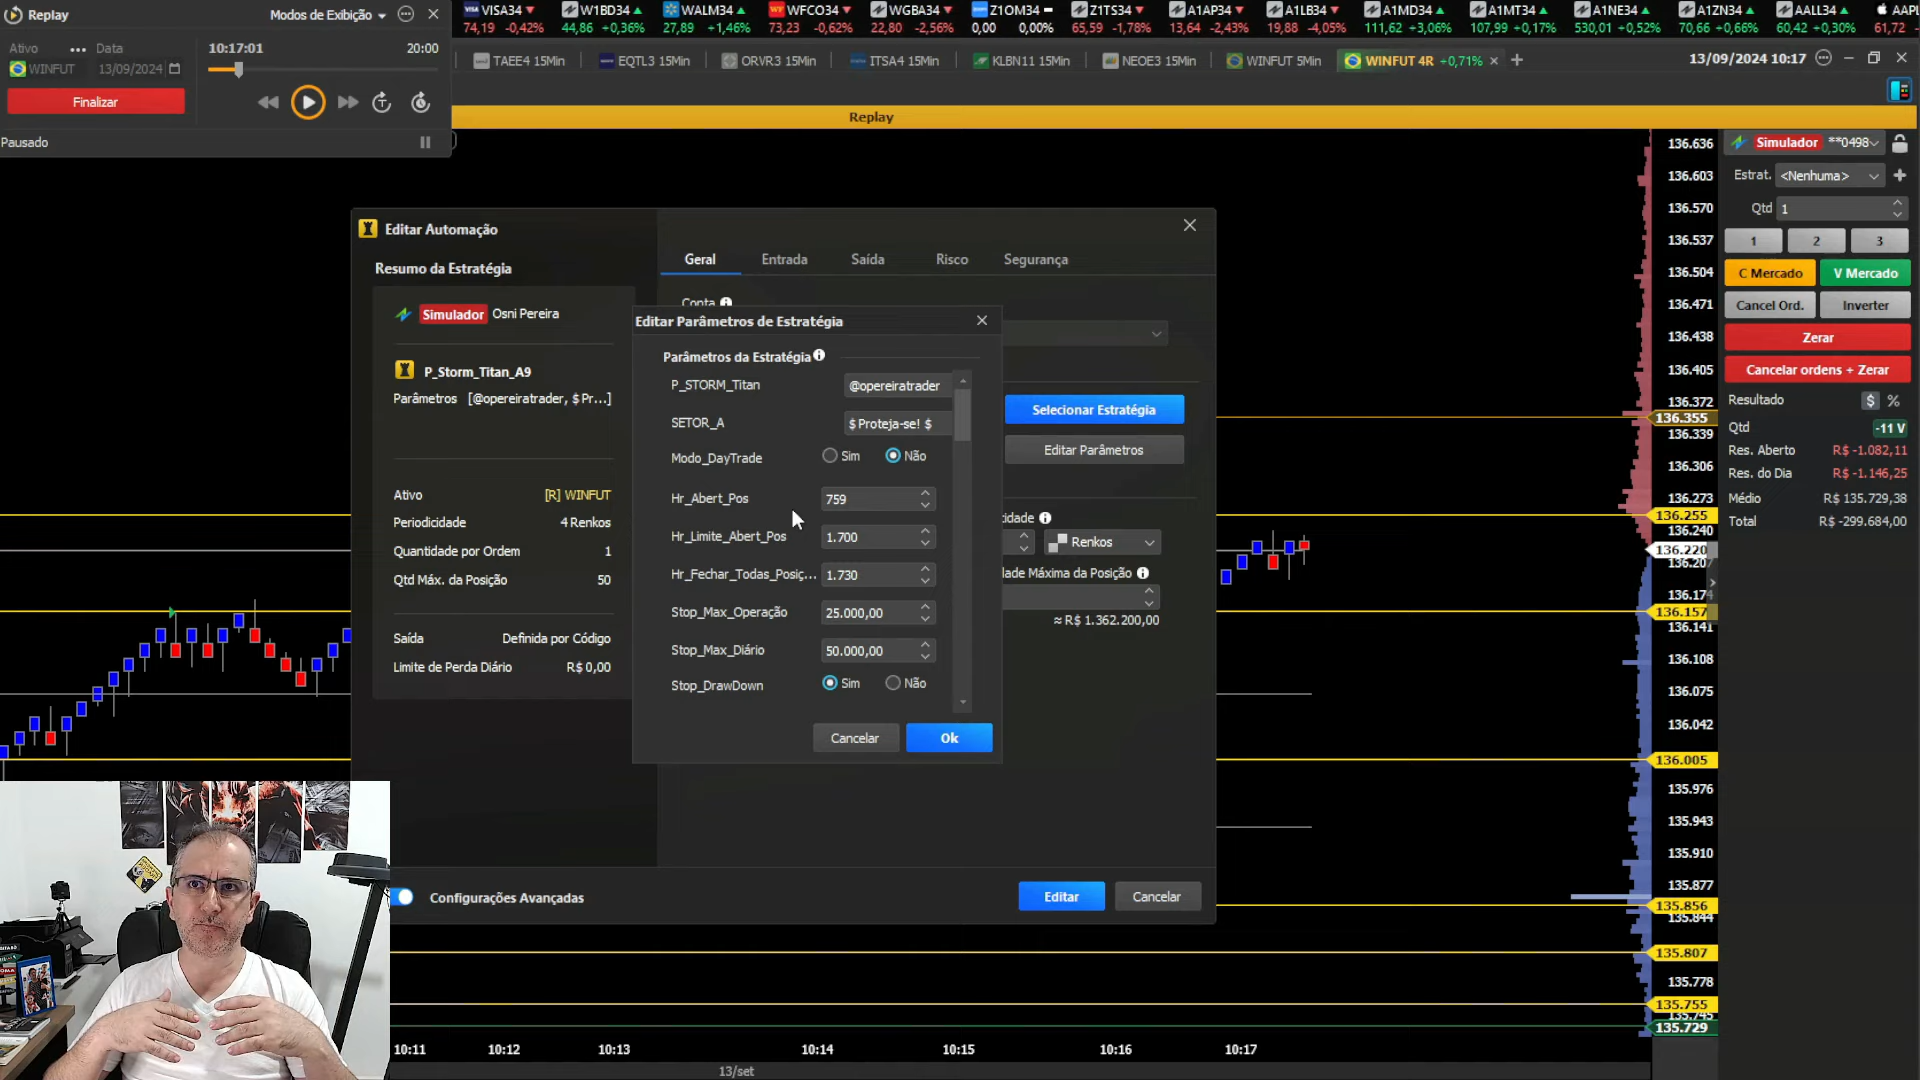 Replay
Modos de Exibição
Ativo
Data
WINFUT
13/09/2024
10:17:01
20:00
Finalizar
Pausado
VISA34
74,19 -0,42%
W1BD34
44,86 +0,36%
WALM34
27,89 +1,46%
WFCO34
73,23 -0,62%
WGBA34
22,80 -2,56%
Z1OM34
0,00 0,00%
Z1TS34
65,59 -1,78%
A1AP34
13,64 -2,43%
A1LB34
19,88 -4,05%
A1MD34
111,62 +3,06%
A1MT34
107,99 +0,17%
A1NE34
530,01 +0,52%
A1ZN34
70,66 +0,66%
AALL34
60,42 +0,30%
AAPL
61,72
TAEE4 15Min
EQTL3 15Min
ORVR3 15Min
ITSA4 15Min
KLBN11 15Min
NEOE3 15Min
WINFUT 5Min
WINFUT 4R +0,71%
13/09/2024 10:17
Replay
Editar Automação
Resumo da Estratégia
Simulador Osni Pereira
P_Storm_Titan_A9
Parâmetros [@opereiratrader, $ Pr...]
Ativo [R] WINFUT
Periodicidade 4 Renkos
Quantidade por Ordem 1
Qtd Máx. da Posição 50
Saída Definida por Código
Limite de Perda Diário R$ 0,00
Configurações Avançadas
Geral
Entrada
Saída
Risco
Segurança
Conta
Selecionar Estratégia
Editar Parâmetros
idade
Renkos
dade Máxima da Posição
≈ R$ 1.362.200,00
Editar
Cancelar
Editar Parâmetros de Estratégia
Parâmetros da Estratégia
P_STORM_Titan @opereiratrader
SETOR_A $ Proteja-se! $
Modo_DayTrade Sim Não
Hr_Abert_Pos 759
Hr_Limite_Abert_Pos 1.700
Hr_Fechar_Todas_Posiç... 1.730
Stop_Max_Operação 25.000,00
Stop_Max_Diário 50.000,00
Stop_DrawDown Sim Não
Cancelar
Ok
136.636
136.603
136.570
136.537
136.504
136.471
136.438
136.405
136.372
136.355
136.339
136.306
136.273
136.255
136.240
136.220
136.207
136.174
136.157
136.141
136.108
136.075
136.042
136.005
135.976
135.943
135.910
135.877
135.856
135.844
135.807
135.778
135.755
135.745
135.729
Simulador **0498
Estrat. <Nenhuma>
Qtd 1
1
2
3
C Mercado
V Mercado
Cancel Ord.
Inverter
Zerar
Cancelar ordens + Zerar
Resultado $ %
Qtd -11 V
Res. Aberto R$ -1.082,11
Res. do Dia R$ -1.146,25
Médio R$ 135.729,38
Total R$ -299.684,00
10:11
10:12
10:13
10:14
10:15
10:16
10:17
13/set